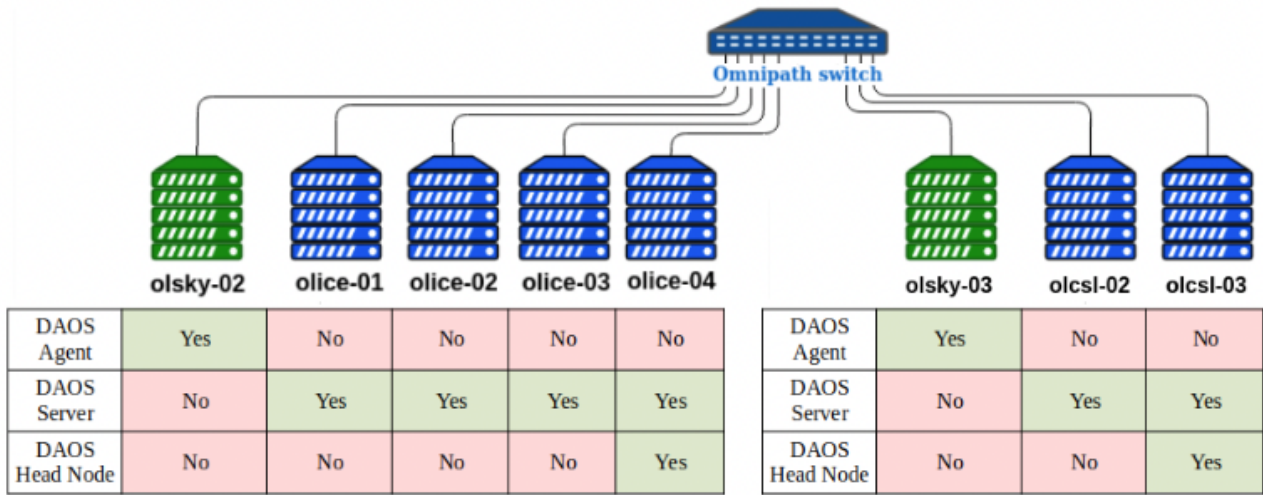 Omnipath switch
olsky-02 olice-01 olice-02 olice-03 olice-04
olsky-03 olcsl-02 olcsl-03
DAOS
Agent
Yes No No No No
DAOS
Server
No Yes Yes Yes Yes
DAOS
Head Node
No No No No Yes
DAOS
Agent
Yes No No
DAOS
Server
No Yes Yes
DAOS
Head Node
No No Yes